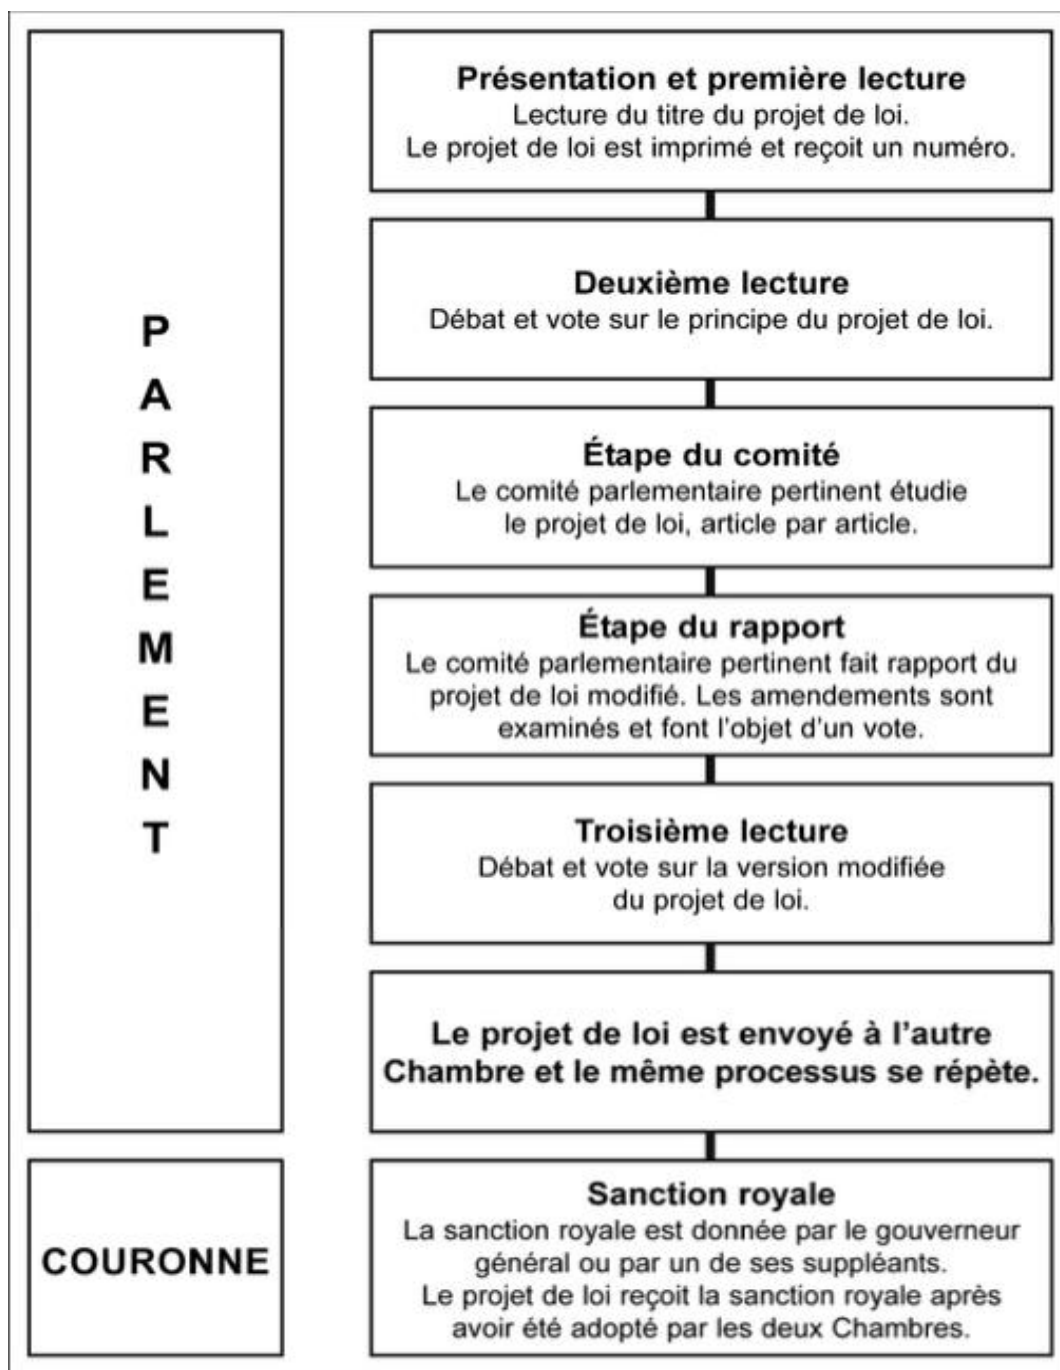 PARLEMENT
Présentation et première lecture
Lecture du titre du projet de loi.
Le projet de loi est imprimé et reçoit un numéro.
Deuxième lecture
Débat et vote sur le principe du projet de loi.
Étape du comité
Le comité parlementaire pertinent étudie
le projet de loi, article par article.
Étape du rapport
Le comité parlementaire pertinent fait rapport du
projet de loi modifié. Les amendements sont
examinés et font l'objet d'un vote.
Troisième lecture
Débat et vote sur la version modifiée
du projet de loi.
Le projet de loi est envoyé à l'autre
Chambre et le même processus se répète.
COURONNE
Sanction royale
La sanction royale est donnée par le gouverneur
général ou par un de ses suppléants.
Le projet de loi reçoit la sanction royale après
avoir été adopté par les deux Chambres.